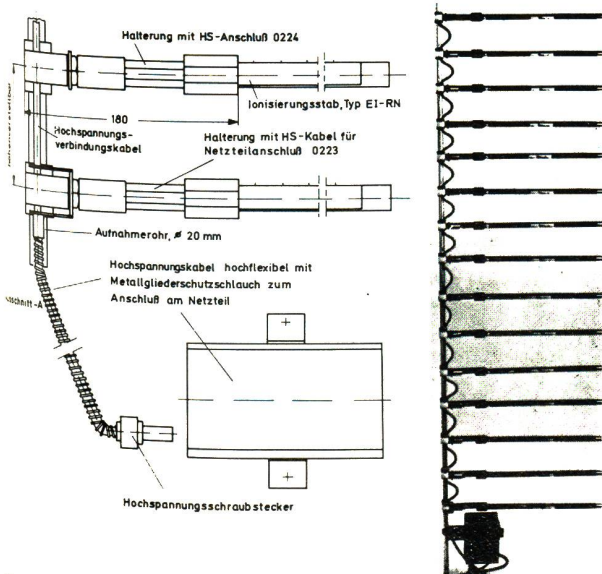 Halterung mit HS-Anschluß 0224
Ionisierungsstab, Typ EI-RN
180
Hochspannungs-
verbindungskabel
Halterung mit HS-Kabel für
Netzteilanschluß 0223
Aufnahmerohr, ø 20 mm
Hochspannungskabel hochflexibel mit
Metallgliederschutzschlauch zum
Anschluß am Netzteil
Hochspannungsschraubstecker